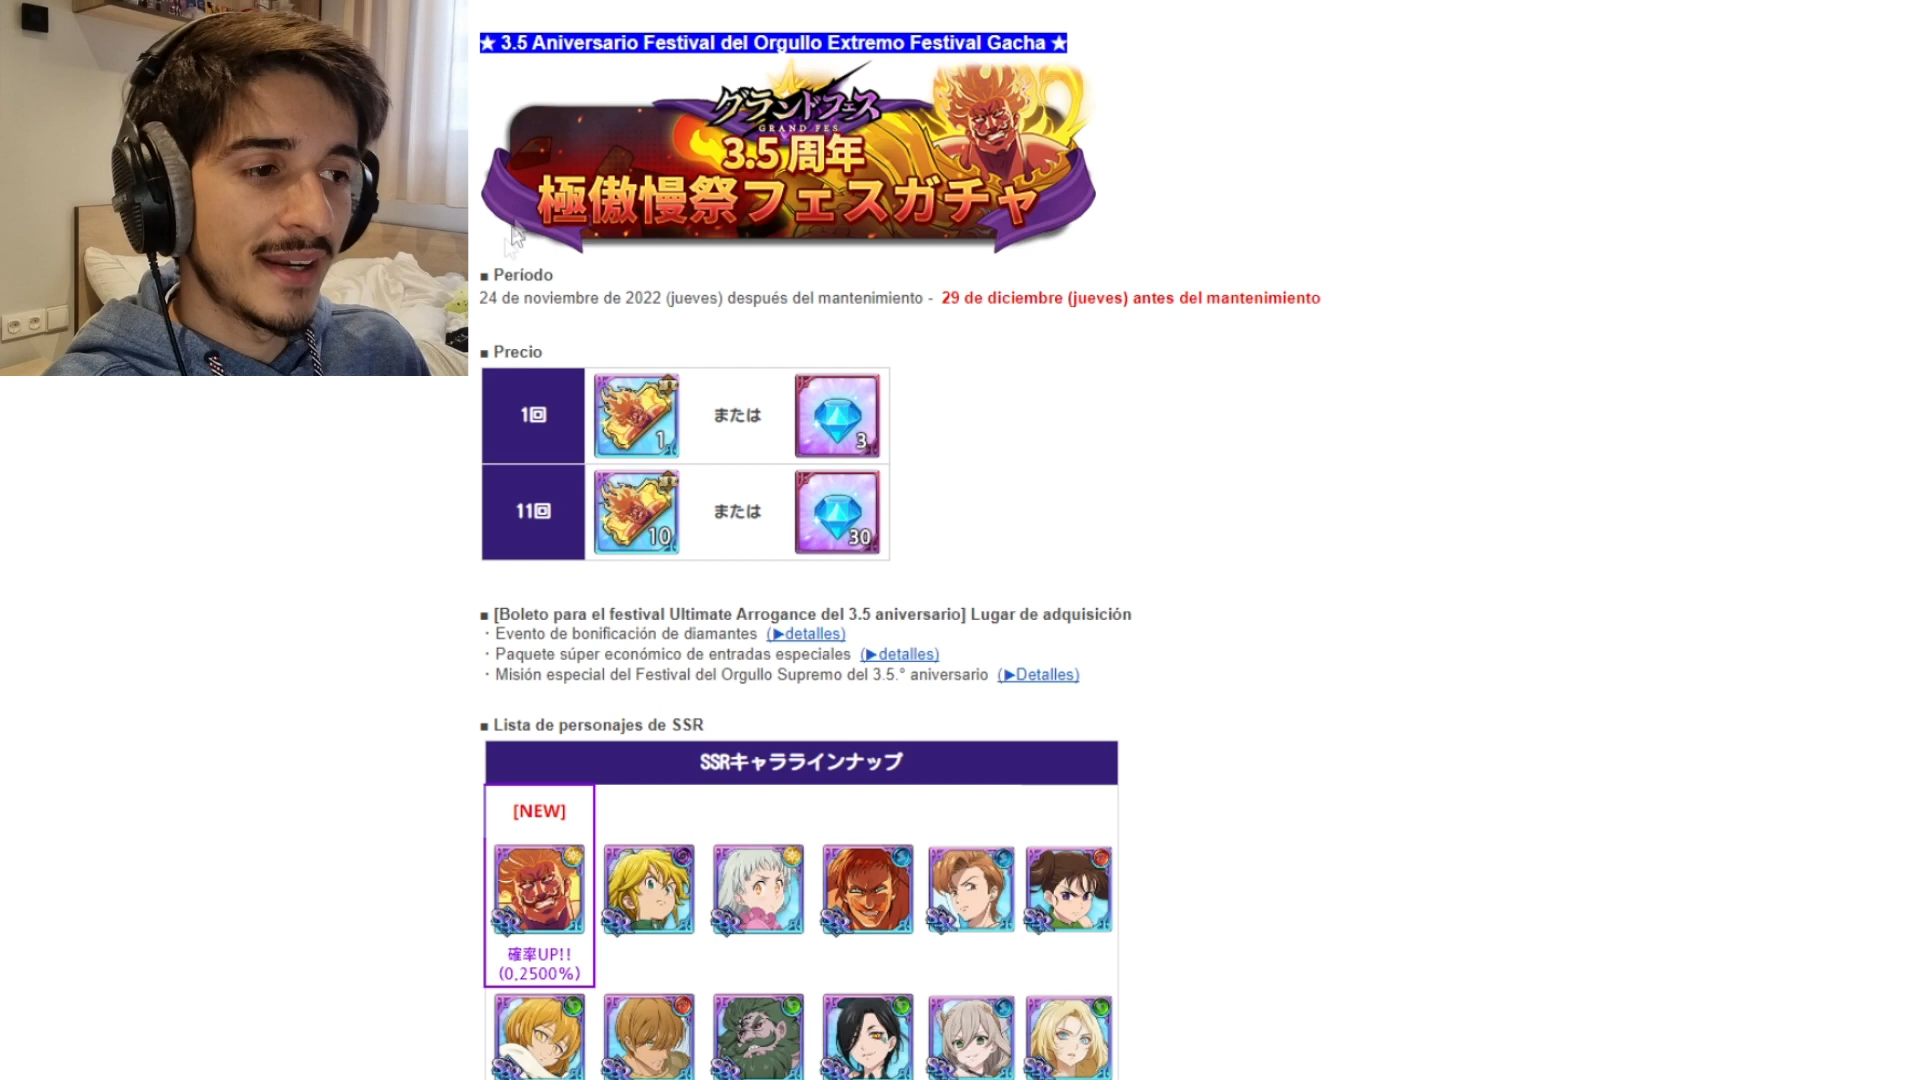 ★ 3.5 Aniversario Festival del Orgullo Extremo Festival Gacha ★
グランドフェス
GRAND FES
3.5周年
極傲慢祭フェスガチャ
■ Periodo
24 de noviembre de 2022 (jueves) después del mantenimiento - 29 de diciembre (jueves) antes del mantenimiento
■ Precio
1回 1 または 3
11回 10 または 30
■ [Boleto para el festival Ultimate Arrogance del 3.5 aniversario] Lugar de adquisición
・Evento de bonificación de diamantes (▶detalles)
・Paquete súper económico de entradas especiales (▶detalles)
・Misión especial del Festival del Orgullo Supremo del 3.5.° aniversario (▶Detalles)
■ Lista de personajes de SSR
SSRキャララインナップ
[NEW]
確率UP!!
(0.2500%)